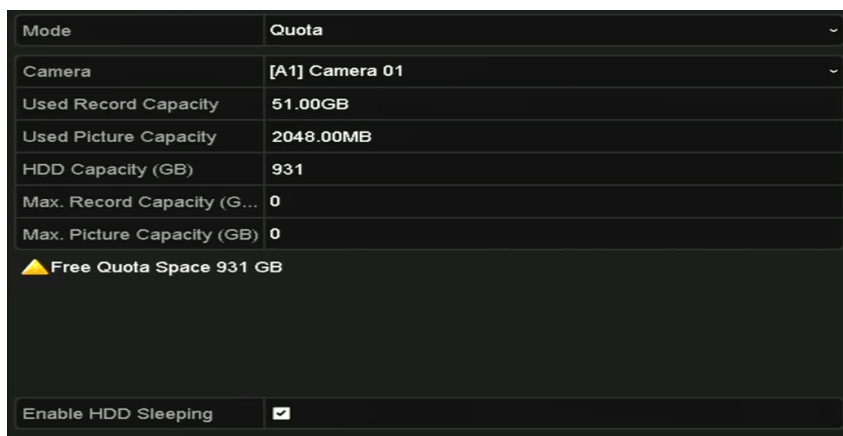 Mode Quota
Camera [A1] Camera 01
Used Record Capacity 51.00GB
Used Picture Capacity 2048.00MB
HDD Capacity (GB) 931
Max. Record Capacity (G... 0
Max. Picture Capacity (GB) 0
Free Quota Space 931 GB
Enable HDD Sleeping